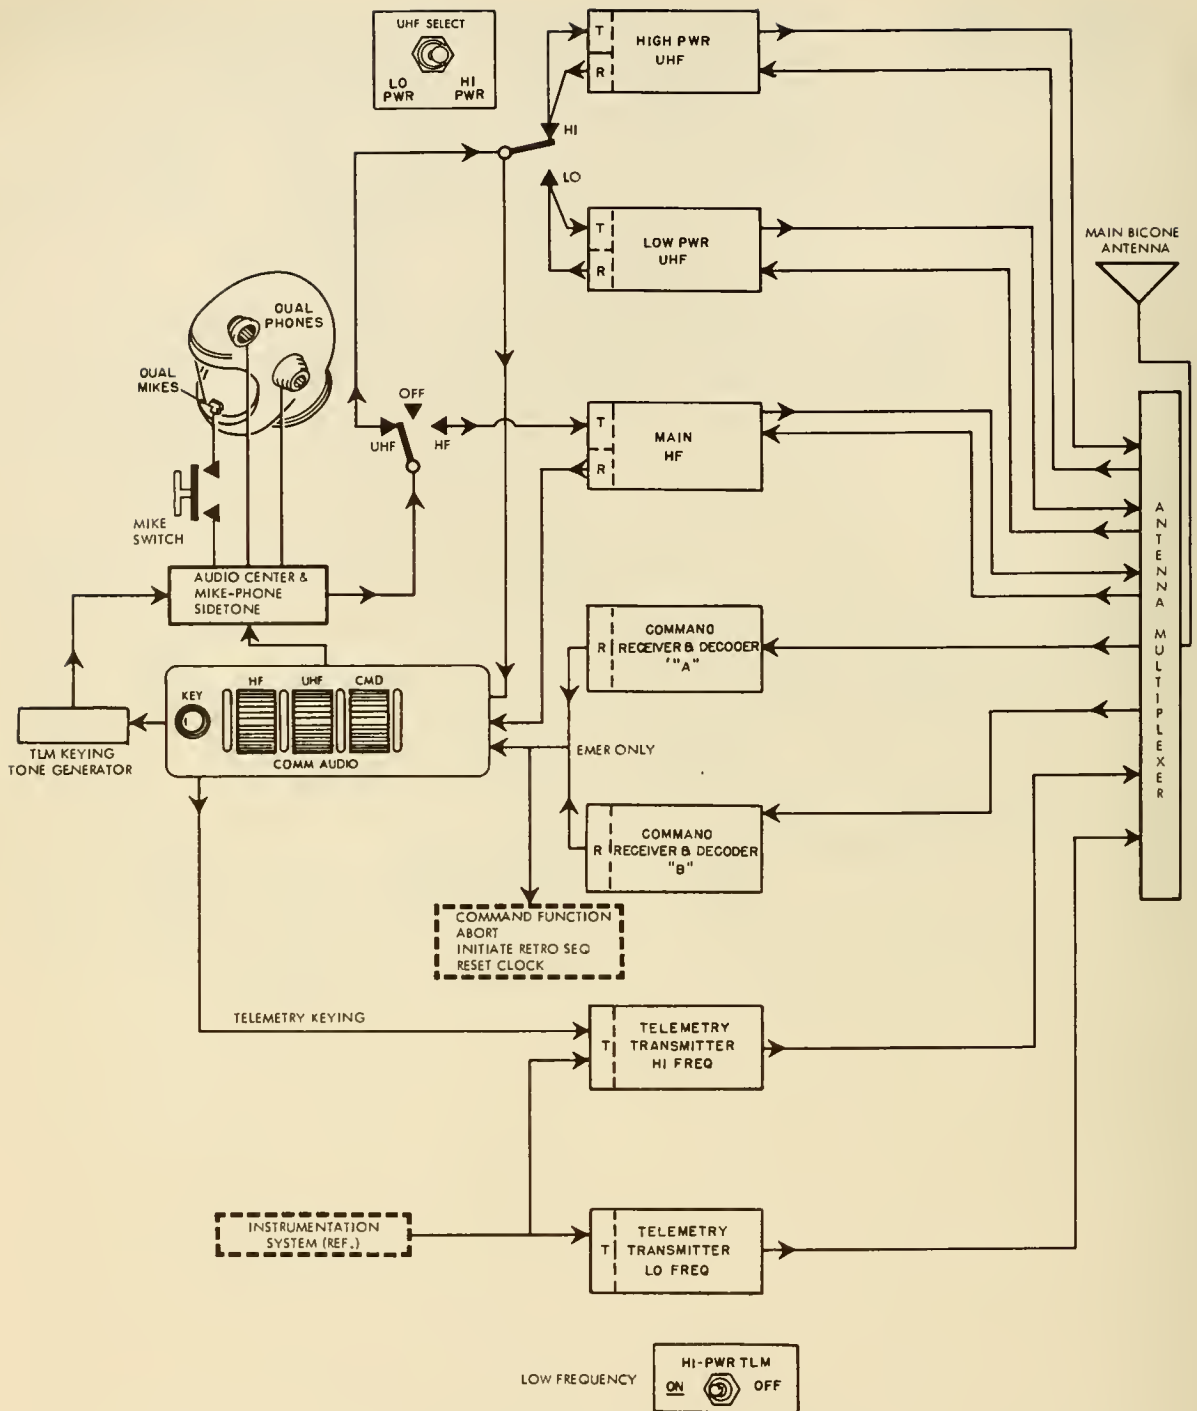 UHF SELECT
LO
PWR
HI
PWR
T
R
HIGH PWR
UHF
HI
LO
T
R
LOW PWR
UHF
MAIN BICONE
ANTENNA
DUAL
PHONES
DUAL
MIKES
OFF
UHF
HF
T
R
MAIN
HF
MIKE
SWITCH
AUDIO CENTER &
MIKE-PHONE
SIDETONE
ANTENNA MULTIPLEXER
R
COMMAND
RECEIVER & DECODER
"A"
KEY
HF
UHF
CMD
COMM AUDIO
TLM KEYING
TONE GENERATOR
EMER ONLY
R
COMMAND
RECEIVER & DECODER
"B"
COMMAND FUNCTION
ABORT
INITIATE RETRO SEQ
RESET CLOCK
TELEMETRY KEYING
T
TELEMETRY
TRANSMITTER
HI FREQ
INSTRUMENTATION
SYSTEM (REF.)
T
TELEMETRY
TRANSMITTER
LO FREQ
LOW FREQUENCY
HI-PWR TLM
ON
OFF